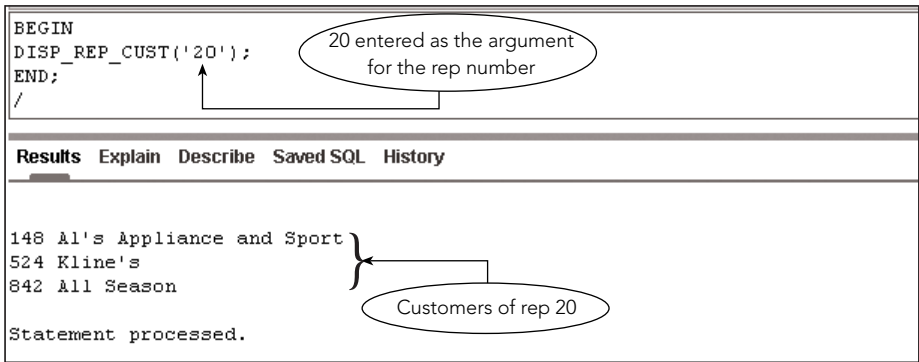 BEGIN
DISP_REP_CUST('20');
END;
/
20 entered as the argument
for the rep number
Results Explain Describe Saved SQL History
148 Al's Appliance and Sport
524 Kline's
842 All Season
Customers of rep 20
Statement processed.